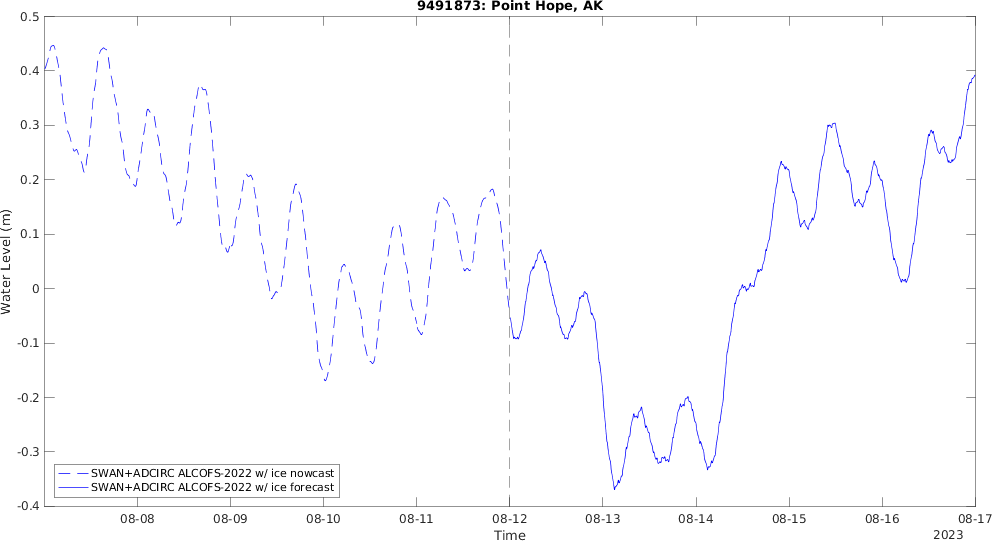 9491873: Point Hope, AK
0.5
0.4
0.3
0.2
0.1
0
-0.1
-0.2
-0.3
-0.4
Water Level (m)
SWAN+ADCIRC ALCOFS-2022 w/ ice nowcast
SWAN+ADCIRC ALCOFS-2022 w/ ice forecast
08-08 08-09 08-10 08-11 08-12 08-13 08-14 08-15 08-16 08-17
Time
2023